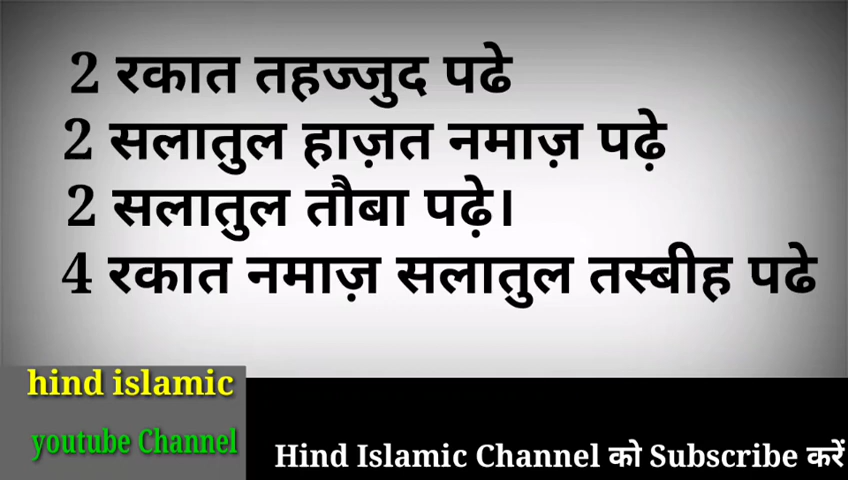 2 रकात तहज्जुद पढे
2 सलातुल हाज़त नमाज़ पढ़े
2 सलातुल तौबा पढ़े।
4 रकात नमाज़ सलातुल तस्बीह पढे
hind islamic
youtube Channel
Hind Islamic Channel को Subscribe करें